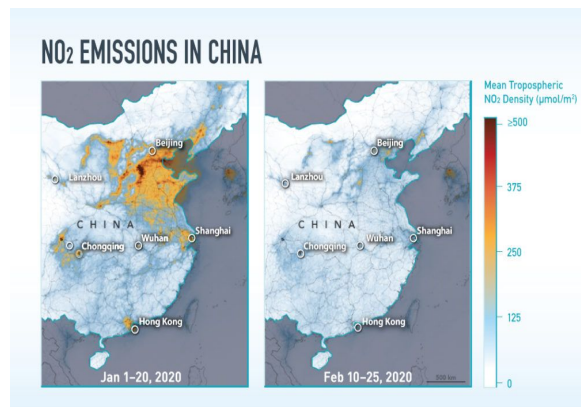 NO2 EMISSIONS IN CHINA
Mean Tropospheric
NO2 Density (μmol/m²)
≥500
375
250
125
0
Beijing
Lanzhou
CHINA
Chongqing
Wuhan
Shanghai
Hong Kong
Jan 1–20, 2020
Beijing
Lanzhou
CHINA
Chongqing
Wuhan
Shanghai
Hong Kong
Feb 10–25, 2020